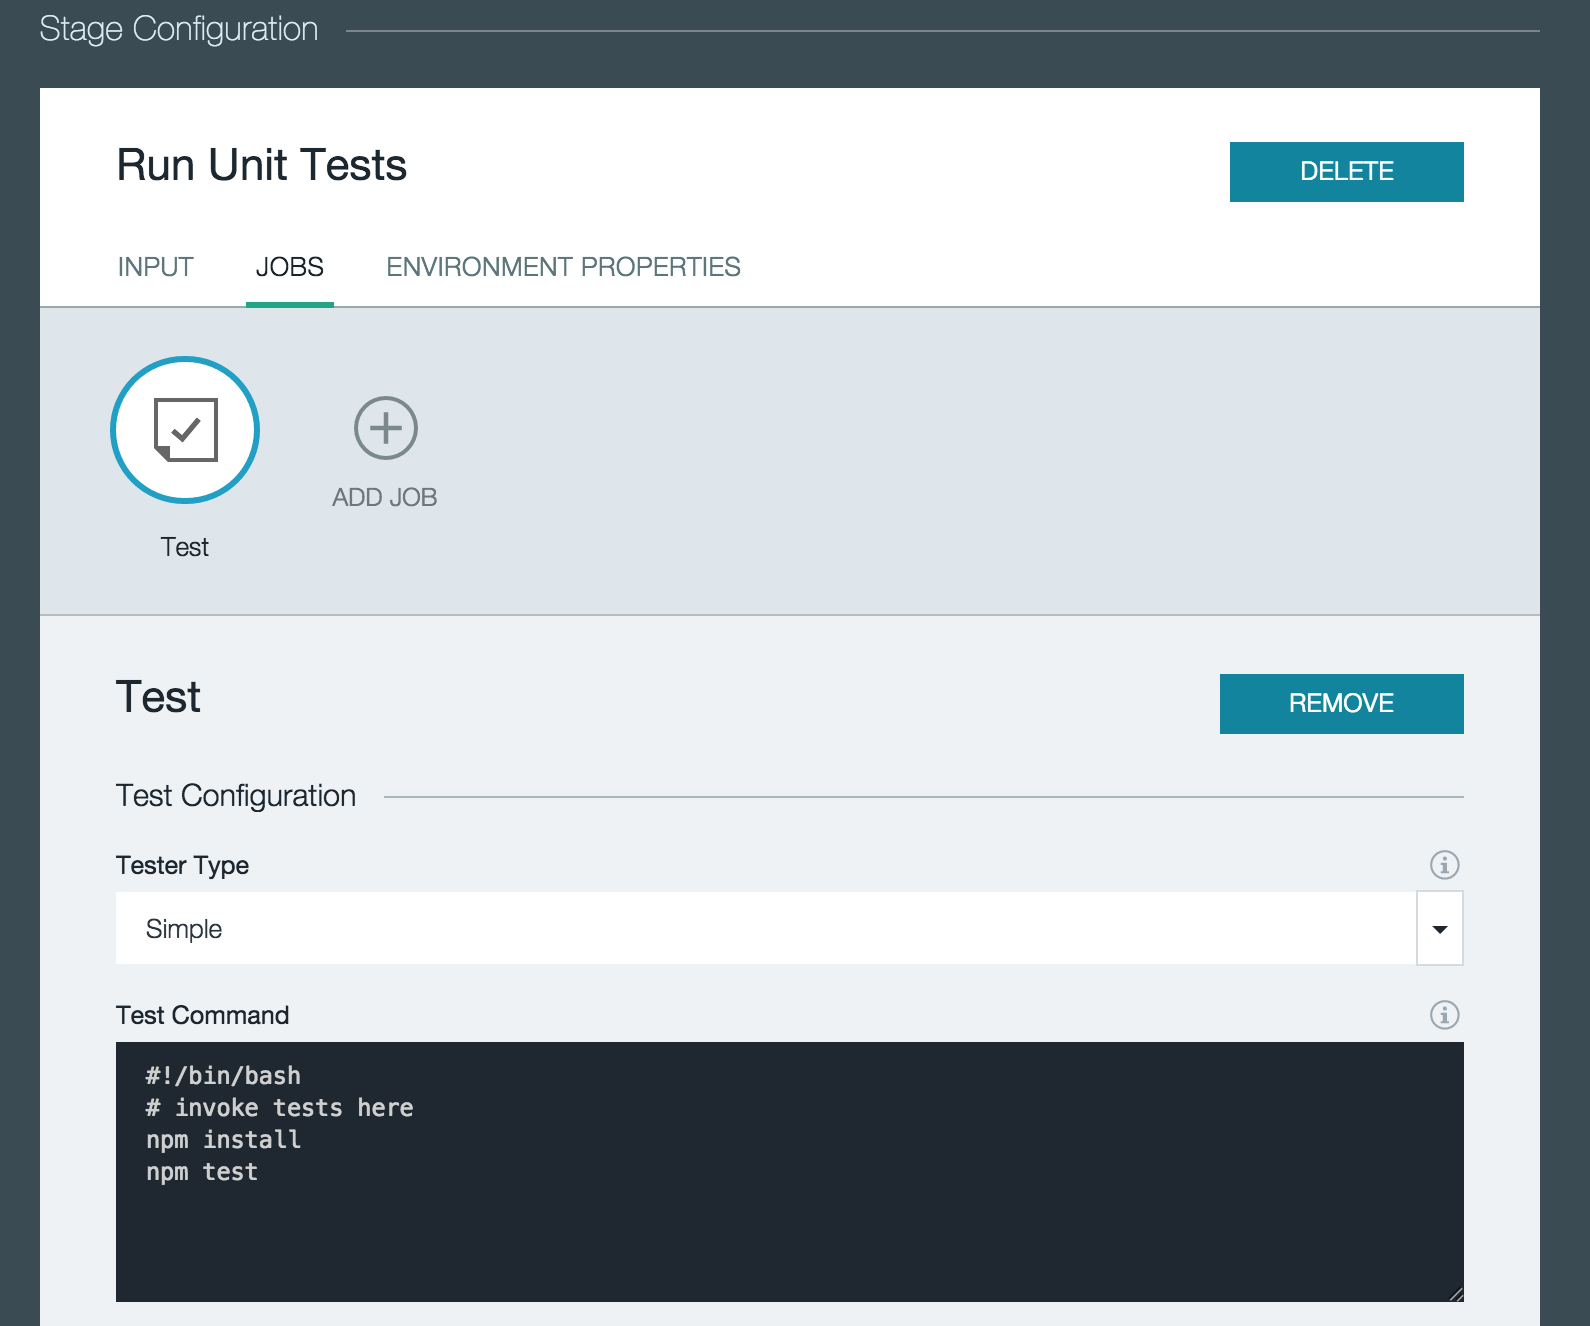 Stage Configuration
Run Unit Tests
DELETE
INPUT
JOBS
ENVIRONMENT PROPERTIES
ADD JOB
Test
Test
REMOVE
Test Configuration
Tester Type
Simple
Test Command
#!/bin/bash
# invoke tests here
npm install
npm test